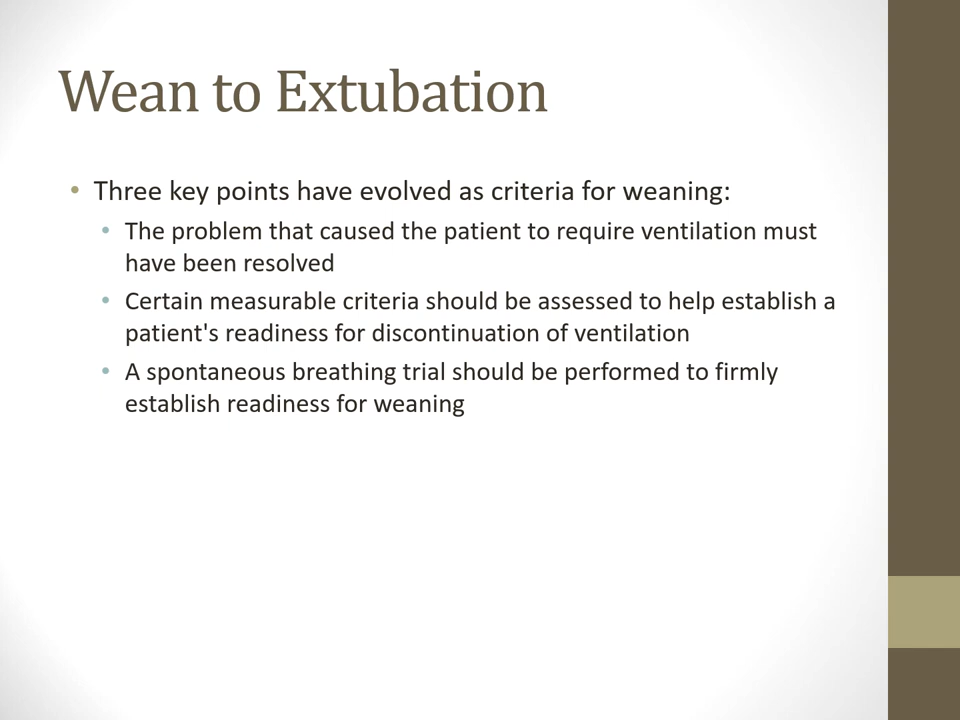 Wean to Extubation
• Three key points have evolved as criteria for weaning:
• The problem that caused the patient to require ventilation must
have been resolved
• Certain measurable criteria should be assessed to help establish a
patient's readiness for discontinuation of ventilation
• A spontaneous breathing trial should be performed to firmly
establish readiness for weaning